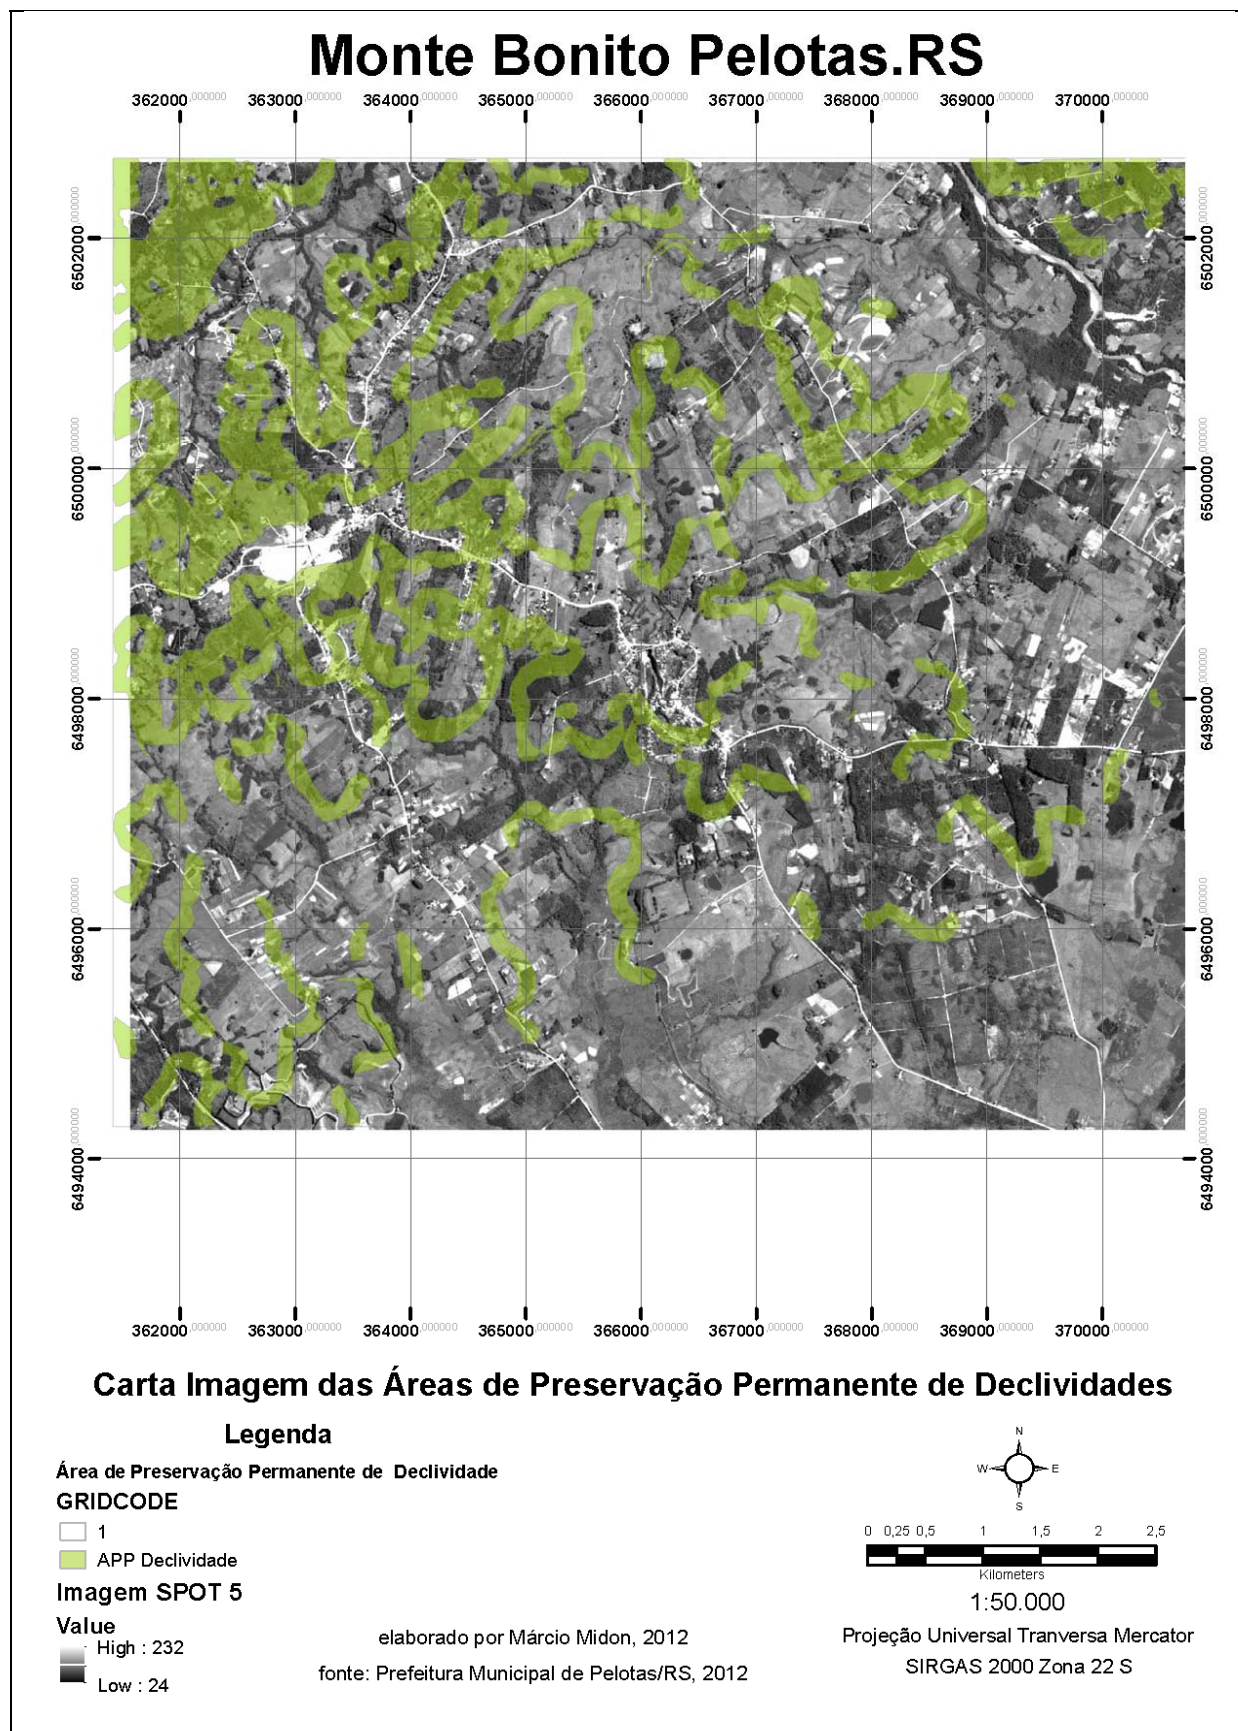 Monte Bonito Pelotas.RS
362000,000000 363000,000000 364000,000000 365000,000000 366000,000000 367000,000000 368000,000000 369000,000000 370000,000000
6502000,000000 6502000,000000
6500000,000000 6500000,000000
6498000,000000 6498000,000000
6496000,000000 6496000,000000
6494000,000000 6494000,000000
362000,000000 363000,000000 364000,000000 365000,000000 366000,000000 367000,000000 368000,000000 369000,000000 370000,000000
Carta Imagem das Áreas de Preservação Permanente de Declividades
Legenda
Área de Preservação Permanente de Declividade
GRIDCODE
1
APP Declividade
Imagem SPOT 5
Value
High : 232
Low : 24
elaborado por Márcio Midon, 2012
fonte: Prefeitura Municipal de Pelotas/RS, 2012
N
W E
S
0 0,25 0,5 1 1,5 2 2,5
Kilometers
1:50.000
Projeção Universal Tranversa Mercator
SIRGAS 2000 Zona 22 S